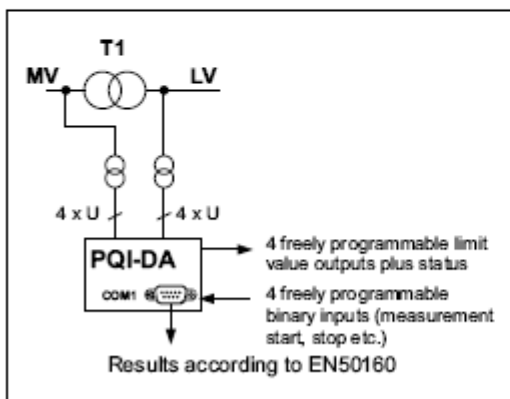 T1
MV
LV
4 x U
4 x U
PQI-DA
4 freely programmable limit
value outputs plus status
COM1
4 freely programmable
binary inputs (measurement
start, stop etc.)
Results according to EN50160